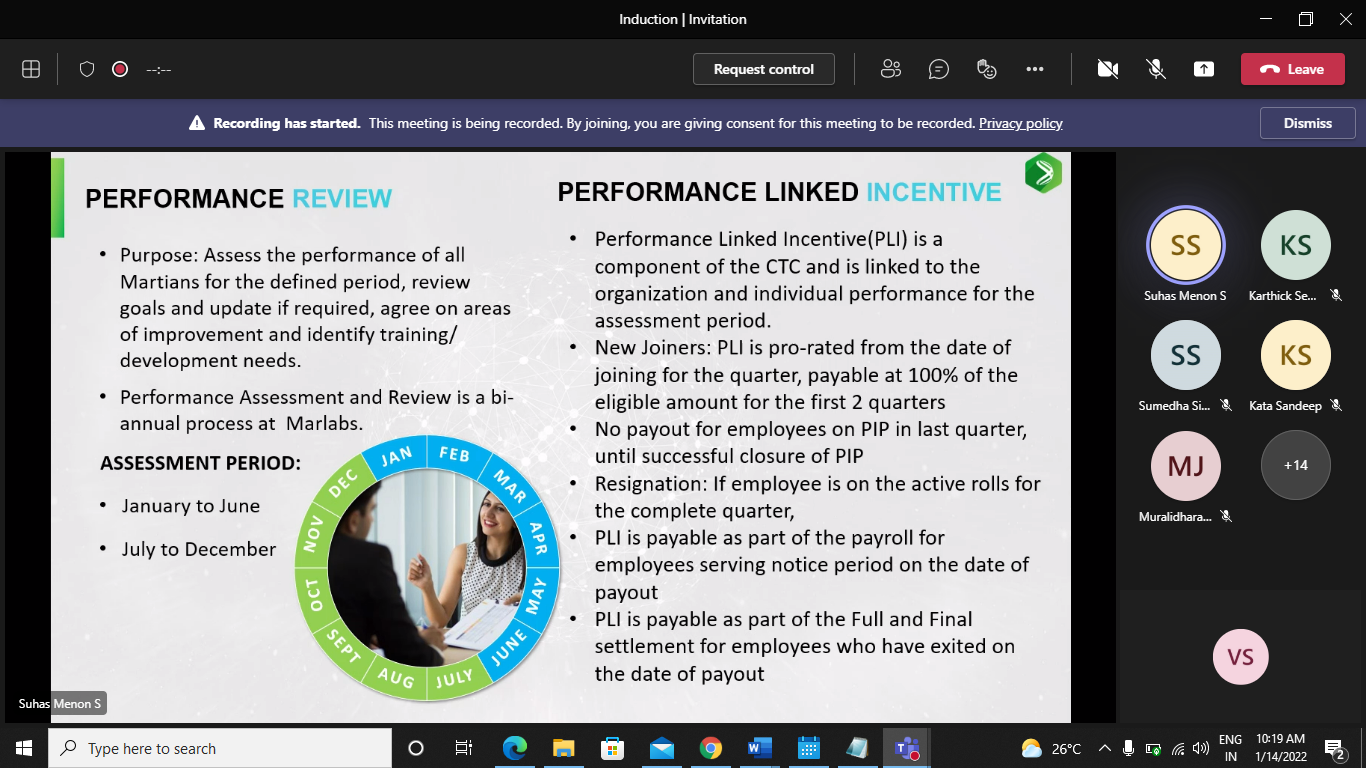 Induction | Invitation
--:--
Request control
Leave
Recording has started. This meeting is being recorded. By joining, you are giving consent for this meeting to be recorded. Privacy policy
Dismiss
PERFORMANCE REVIEW
• Purpose: Assess the performance of all
Martians for the defined period, review
goals and update if required, agree on areas
of improvement and identify training/
development needs.
• Performance Assessment and Review is a bi-
annual process at Marlabs.
ASSESSMENT PERIOD:
• January to June
• July to December
JAN
FEB
MAR
APR
MAY
JUNE
JULY
AUG
SEPT
OCT
NOV
DEC
PERFORMANCE LINKED INCENTIVE
• Performance Linked Incentive(PLI) is a
component of the CTC and is linked to the
organization and individual performance for the
assessment period.
• New Joiners: PLI is pro-rated from the date of
joining for the quarter, payable at 100% of the
eligible amount for the first 2 quarters
• No payout for employees on PIP in last quarter,
until successful closure of PIP
• Resignation: If employee is on the active rolls for
the complete quarter,
• PLI is payable as part of the payroll for
employees serving notice period on the date of
payout
• PLI is payable as part of the Full and Final
settlement for employees who have exited on
the date of payout
Suhas Menon S
SS
Suhas Menon S
KS
Karthick Se...
SS
Sumedha Si...
KS
Kata Sandeep
MJ
Muralidhara...
+14
VS
Type here to search
26°C
ENG
IN
10:19 AM
1/14/2022
2